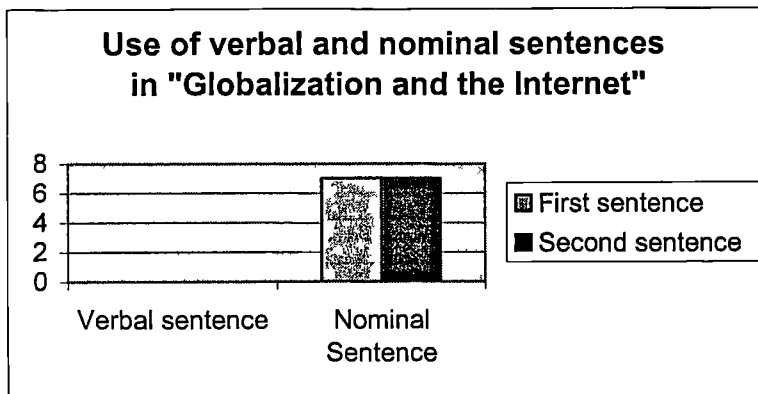 Use of verbal and nominal sentences
in "Globalization and the Internet"
8
6
4
2
0
Verbal sentence
Nominal
Sentence
First sentence
Second sentence